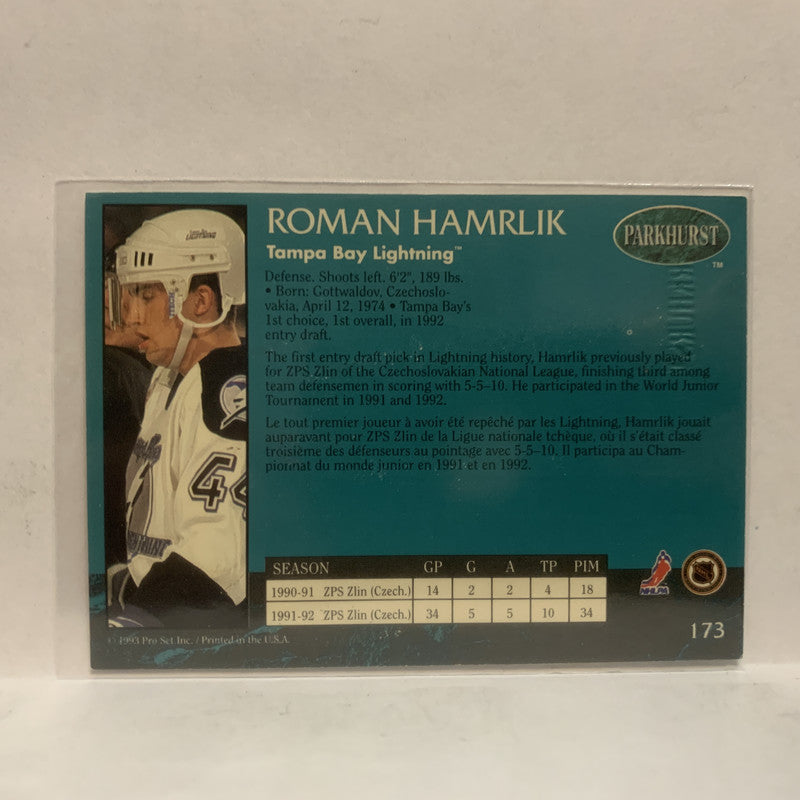 ROMAN HAMRLIK
Tampa Bay Lightning™
PARKHURST
™
Defense. Shoots left. 6'2", 189 lbs.
• Born: Gottwaldov, Czechoslo-
vakia, April 12, 1974 • Tampa Bay's
1st choice, 1st overall, in 1992
entry draft.
The first entry draft pick in Lightning history, Hamrlik previously played
for ZPS Zlin of the Czechoslovakian National League, finishing third among
team defensemen in scoring with 5-5-10. He participated in the World Junior
Tournament in 1991 and 1992.
Le tout premier joueur à avoir été repêché par les Lightning, Hamrlik jouait
auparavant pour ZPS Zlin de la Ligue nationale tchèque, où il s'était classé
troisième des défenseurs au pointage avec 5-5-10. Il participa au Cham-
pionnat du monde junior en 1991 et en 1992.
SEASON GP G A TP PIM
1990-91 ZPS Zlin (Czech.) 14 2 2 4 18
1991-92 ZPS Zlin (Czech.) 34 5 5 10 34
NHLPA
NHL
© 1993 Pro Set Inc. / Printed in the U.S.A.
173
LIGHTNING
44